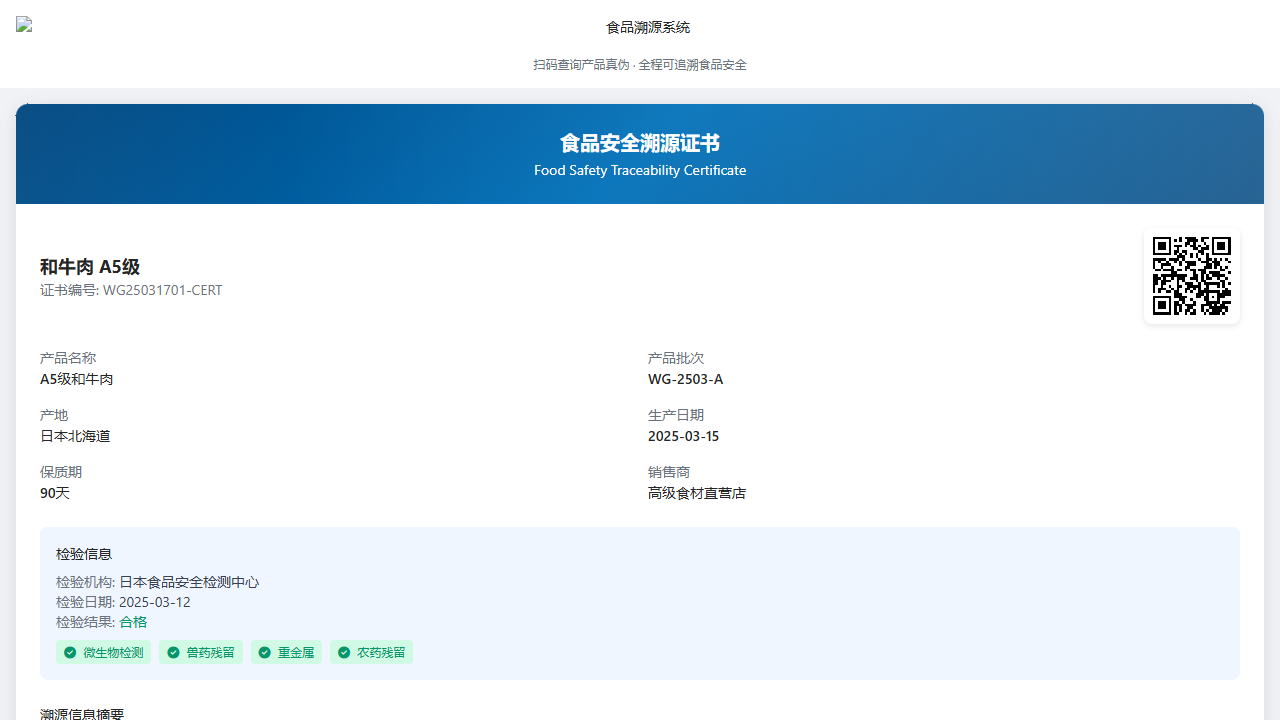 食品溯源系统
扫码查询产品真伪 · 全程可追溯食品安全
食品安全溯源证书
Food Safety Traceability Certificate
和牛肉 A5级
证书编号: WG25031701-CERT
产品名称
A5级和牛肉
产品批次
WG-2503-A
产地
日本北海道
生产日期
2025-03-15
保质期
90天
销售商
高级食材直营店
检验信息
检验机构: 日本食品安全检测中心
检验日期: 2025-03-12
检验结果: 合格
微生物检测 兽药残留 重金属 农药残留
溯源信息摘要